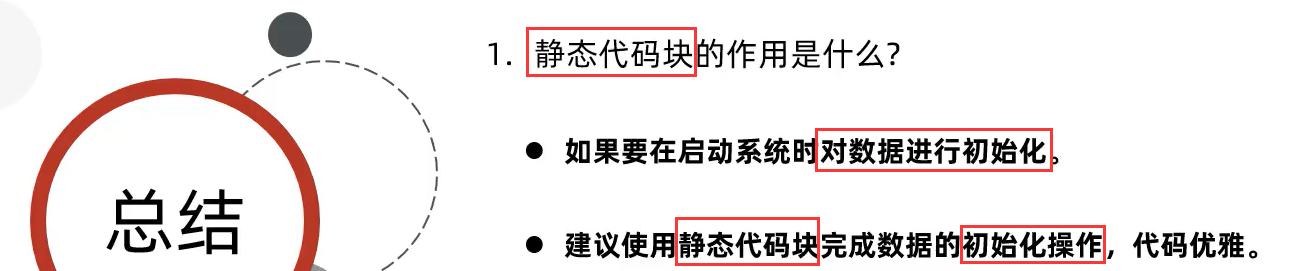 总结
1. 静态代码块的作用是什么?
● 如果要在启动系统时对数据进行初始化。
● 建议使用静态代码块完成数据的初始化操作，代码优雅。